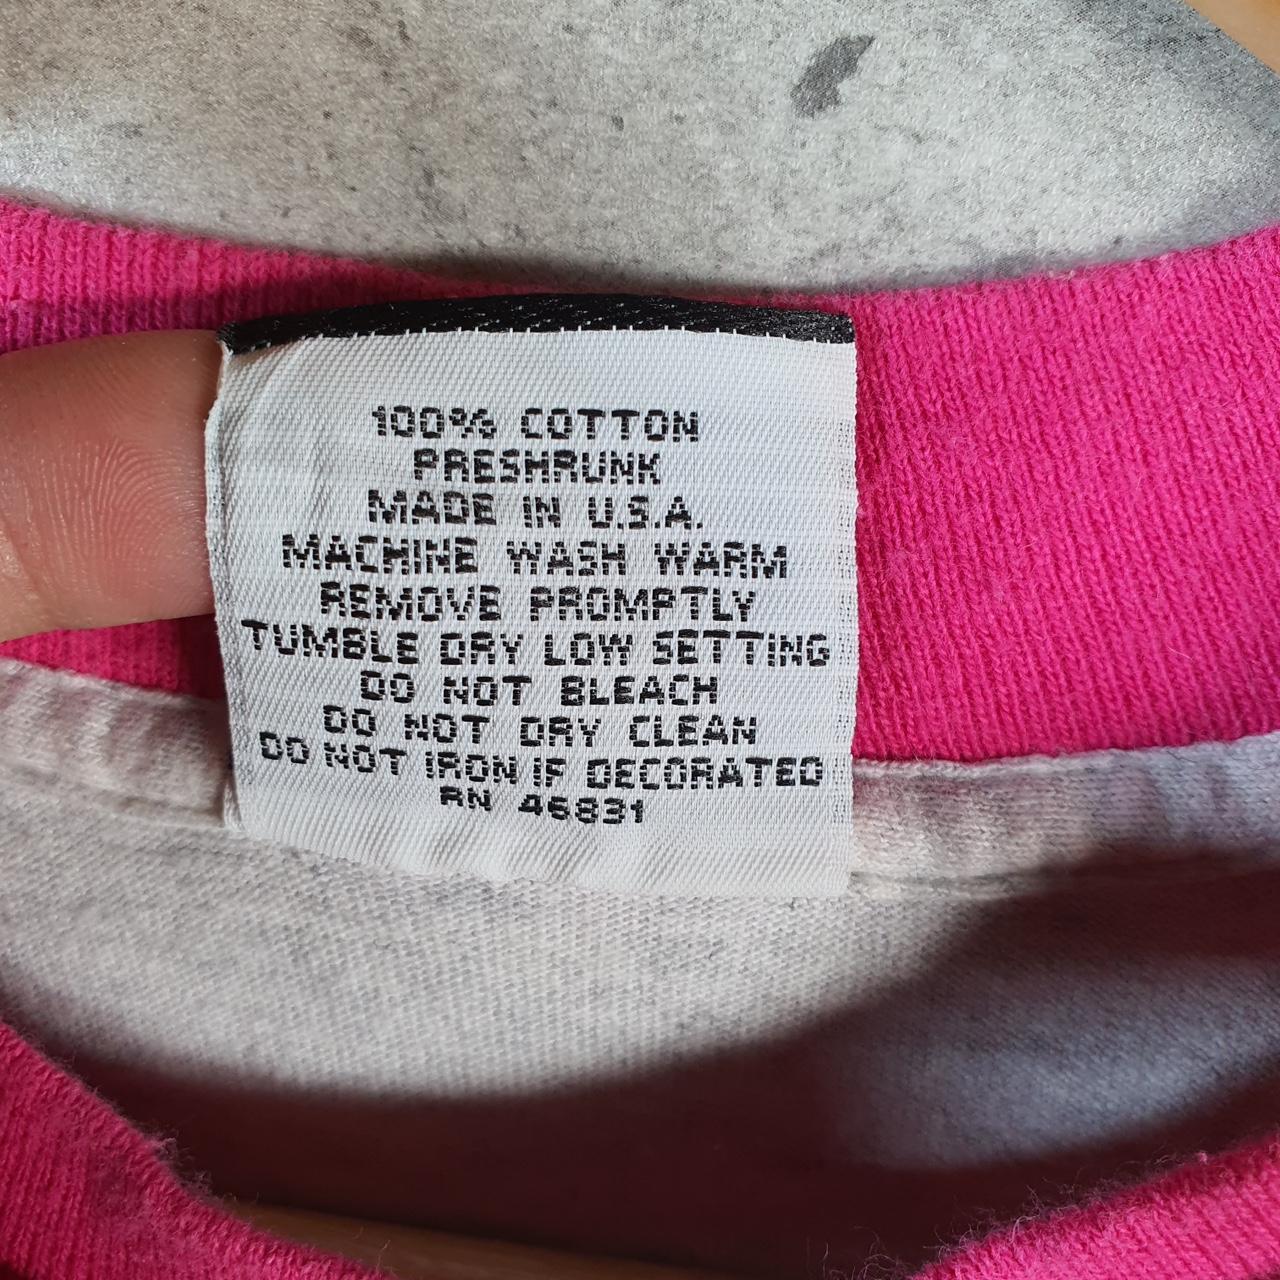 100% COTTON
PRESHRUNK
MADE IN U.S.A.
MACHINE WASH WARM
REMOVE PROMPTLY
TUMBLE DRY LOW SETTING
DO NOT BLEACH
DO NOT DRY CLEAN
DO NOT IRON IF DECORATED
RN 46831